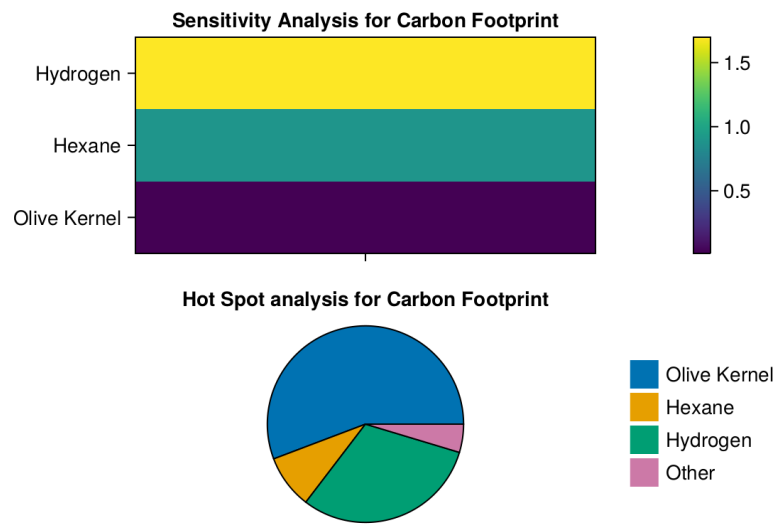 Sensitivity Analysis for Carbon Footprint
Hydrogen
Hexane
Olive Kernel
1.5
1.0
0.5
Hot Spot analysis for Carbon Footprint
Olive Kernel
Hexane
Hydrogen
Other